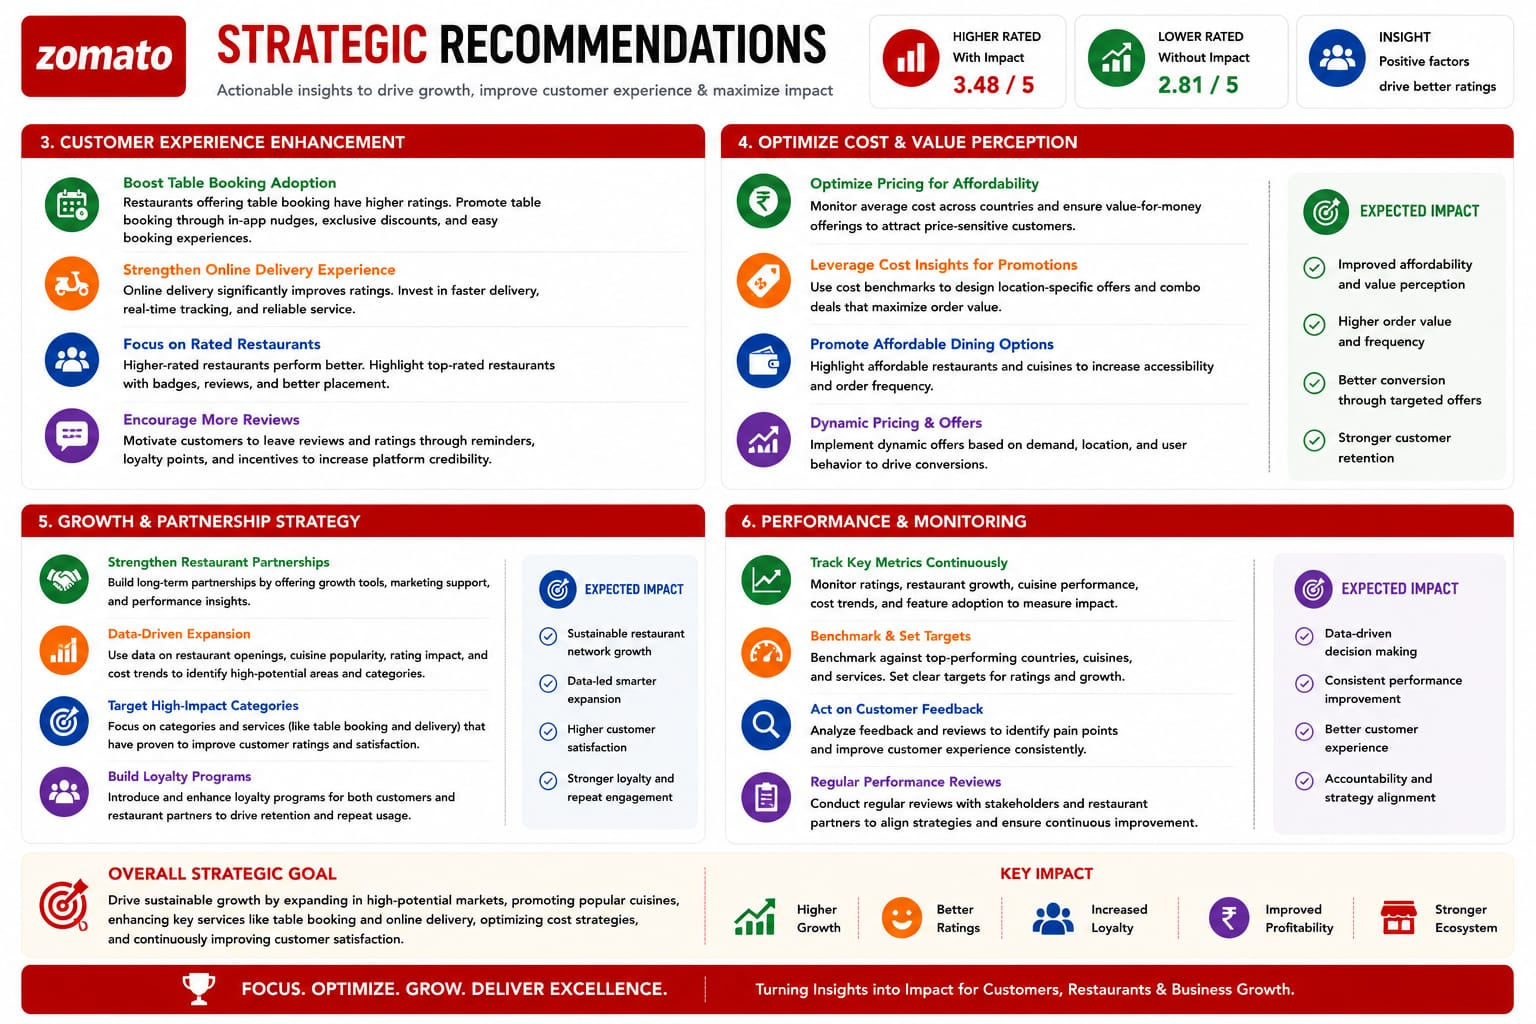 zomato
STRATEGIC RECOMMENDATIONS
Actionable insights to drive growth, improve customer experience & maximize impact
HIGHER RATED
With Impact
3.48 / 5
LOWER RATED
Without Impact
2.81 / 5
INSIGHT
Positive factors
drive better ratings
3. CUSTOMER EXPERIENCE ENHANCEMENT
Boost Table Booking Adoption
Restaurants offering table booking have higher ratings. Promote table
booking through in-app nudges, exclusive discounts, and easy
booking experiences.
Strengthen Online Delivery Experience
Online delivery significantly improves ratings. Invest in faster delivery,
real-time tracking, and reliable service.
Focus on Rated Restaurants
Higher-rated restaurants perform better. Highlight top-rated restaurants
with badges, reviews, and better placement.
Encourage More Reviews
Motivate customers to leave reviews and ratings through reminders,
loyalty points, and incentives to increase platform credibility.
4. OPTIMIZE COST & VALUE PERCEPTION
Optimize Pricing for Affordability
Monitor average cost across countries and ensure value-for-money
offerings to attract price-sensitive customers.
Leverage Cost Insights for Promotions
Use cost benchmarks to design location-specific offers and combo
deals that maximize order value.
Promote Affordable Dining Options
Highlight affordable restaurants and cuisines to increase accessibility
and order frequency.
Dynamic Pricing & Offers
Implement dynamic offers based on demand, location, and user
behavior to drive conversions.
EXPECTED IMPACT
Improved affordability
and value perception
Higher order value
and frequency
Better conversion
through targeted offers
Stronger customer
retention
5. GROWTH & PARTNERSHIP STRATEGY
Strengthen Restaurant Partnerships
Build long-term partnerships by offering growth tools, marketing support,
and performance insights.
Data-Driven Expansion
Use data on restaurant openings, cuisine popularity, rating impact, and
cost trends to identify high-potential areas and categories.
Target High-Impact Categories
Focus on categories and services (like table booking and delivery) that
have proven to improve customer ratings and satisfaction.
Build Loyalty Programs
Introduce and enhance loyalty programs for both customers and
restaurant partners to drive retention and repeat usage.
EXPECTED IMPACT
Sustainable restaurant
network growth
Data-led smarter
expansion
Higher customer
satisfaction
Stronger loyalty and
repeat engagement
6. PERFORMANCE & MONITORING
Track Key Metrics Continuously
Monitor ratings, restaurant growth, cuisine performance,
cost trends, and feature adoption to measure impact.
Benchmark & Set Targets
Benchmark against top-performing countries, cuisines,
and services. Set clear targets for ratings and growth.
Act on Customer Feedback
Analyze feedback and reviews to identify pain points
and improve customer experience consistently.
Regular Performance Reviews
Conduct regular reviews with stakeholders and restaurant
partners to align strategies and ensure continuous improvement.
EXPECTED IMPACT
Data-driven
decision making
Consistent performance
improvement
Better customer
experience
Accountability and
strategy alignment
OVERALL STRATEGIC GOAL
Drive sustainable growth by expanding in high-potential markets, promoting popular cuisines,
enhancing key services like table booking and online delivery, optimizing cost strategies,
and continuously improving customer satisfaction.
KEY IMPACT
Higher
Growth
Better
Ratings
Increased
Loyalty
₹
Improved
Profitability
Stronger
Ecosystem
FOCUS. OPTIMIZE. GROW. DELIVER EXCELLENCE.
Turning Insights into Impact for Customers, Restaurants & Business Growth.